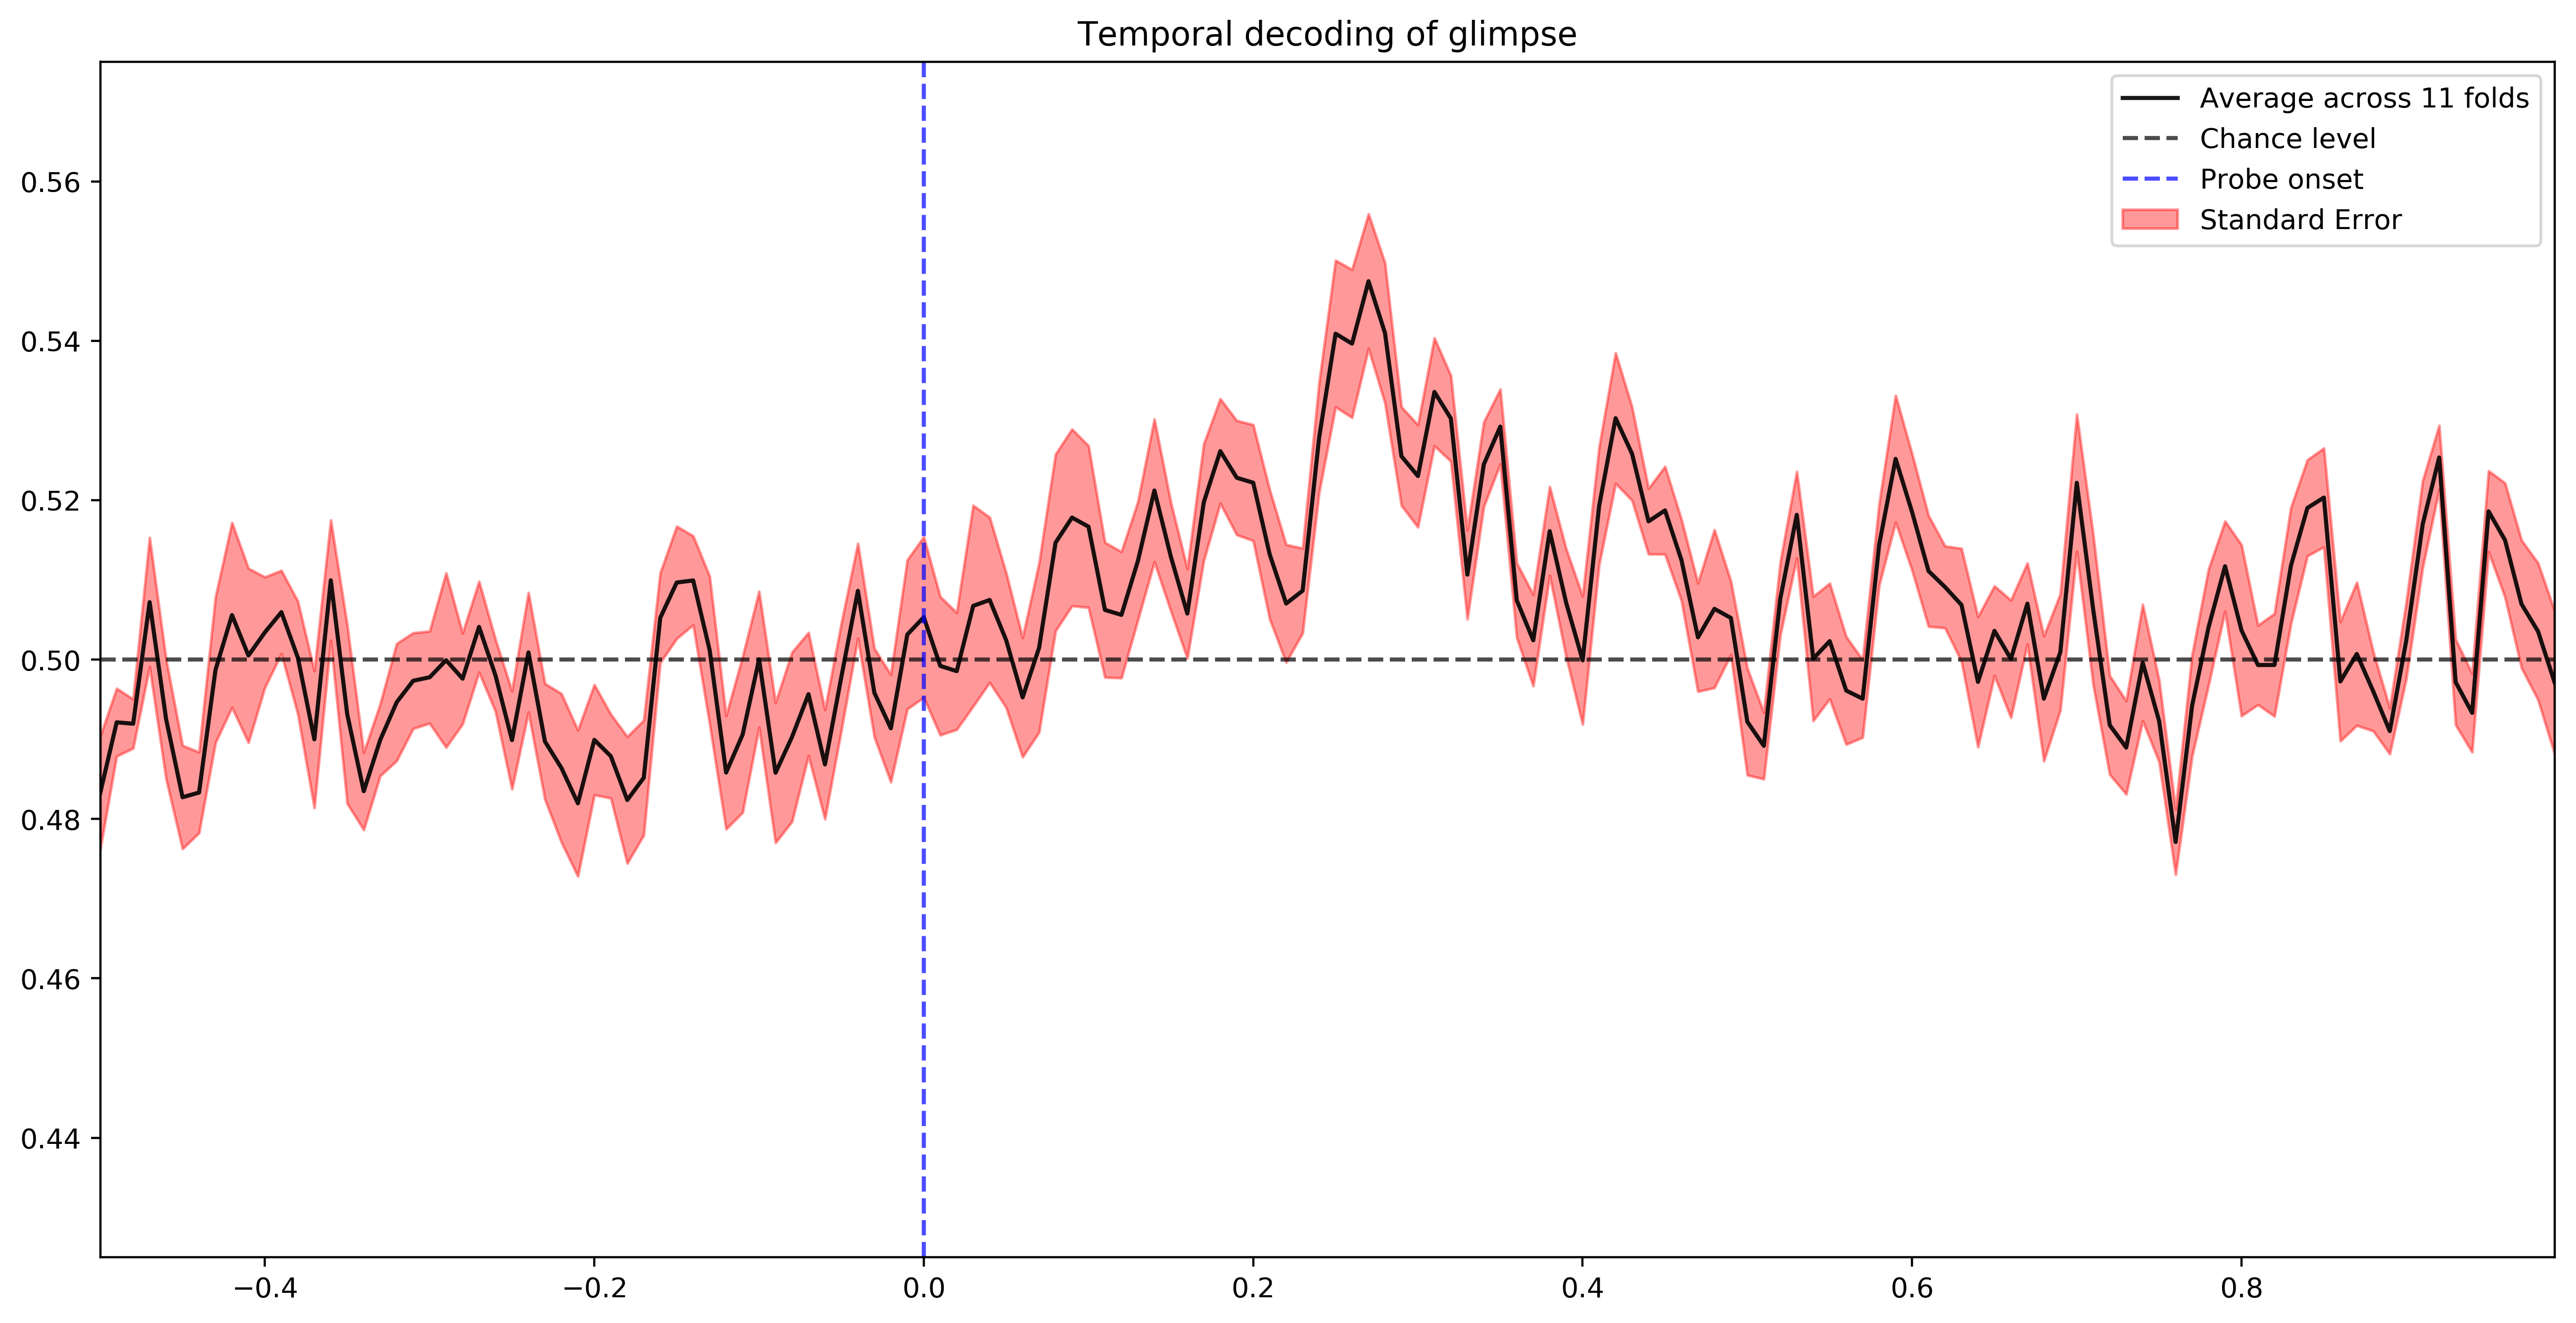 Temporal decoding of glimpse
Average across 11 folds
Chance level
Probe onset
Standard Error
0.56
0.54
0.52
0.50
0.48
0.46
0.44
−0.4 −0.2 0.0 0.2 0.4 0.6 0.8